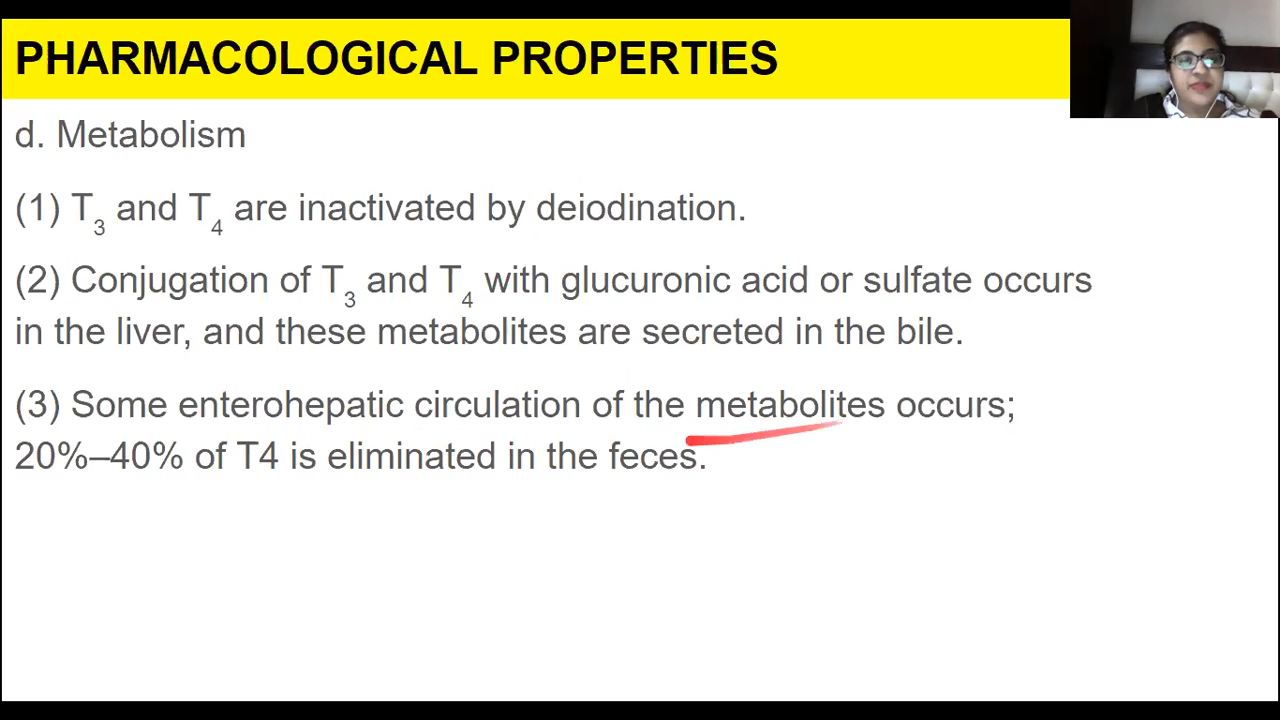 PHARMACOLOGICAL PROPERTIES
d. Metabolism
(1) T₃ and T₄ are inactivated by deiodination.
(2) Conjugation of T₃ and T₄ with glucuronic acid or sulfate occurs
in the liver, and these metabolites are secreted in the bile.
(3) Some enterohepatic circulation of the metabolites occurs;
20%–40% of T4 is eliminated in the feces.